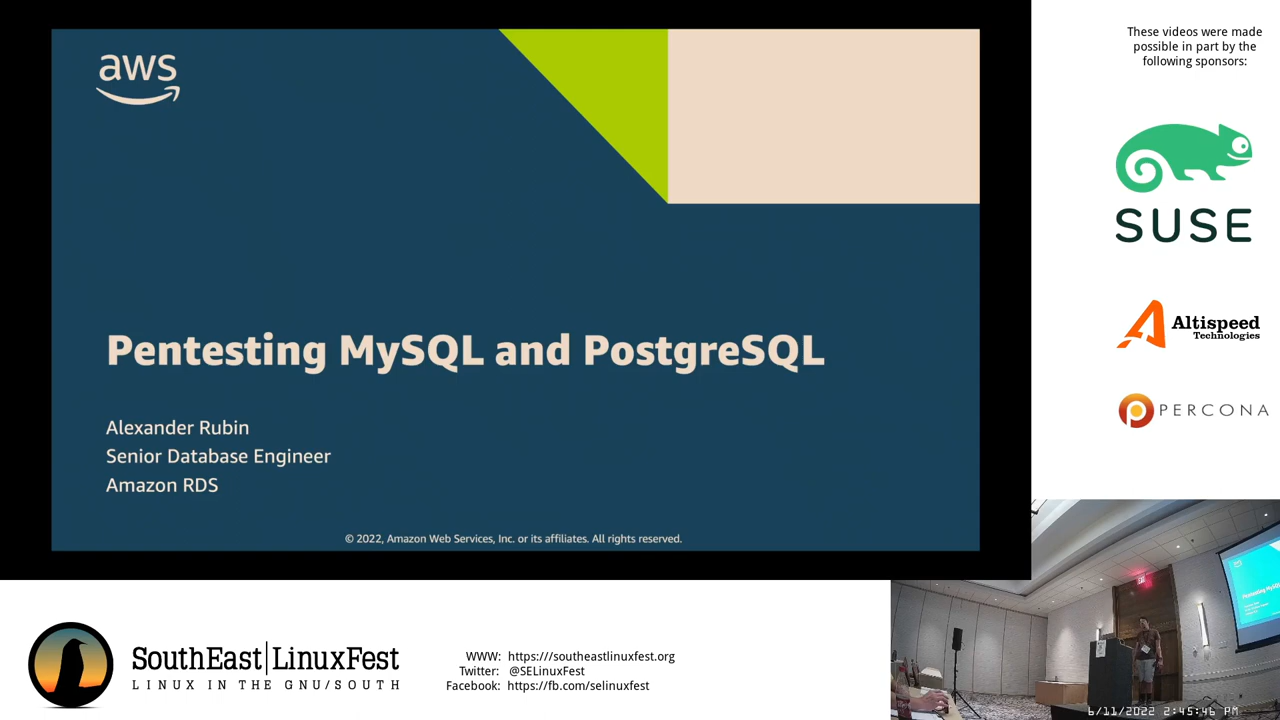 aws
Pentesting MySQL and PostgreSQL
Alexander Rubin
Senior Database Engineer
Amazon RDS
© 2022, Amazon Web Services, Inc. or its affiliates. All rights reserved.
These videos were made
possible in part by the
following sponsors:
SUSE
Altispeed
Technologies
PERCONA
SouthEast|LinuxFest
LINUX IN THE GNU/SOUTH
WWW: https:///southeastlinuxfest.org
Twitter: @SELinuxFest
Facebook: https://fb.com/selinuxfest
EXIT
6/11/2022 2:45:46 PM